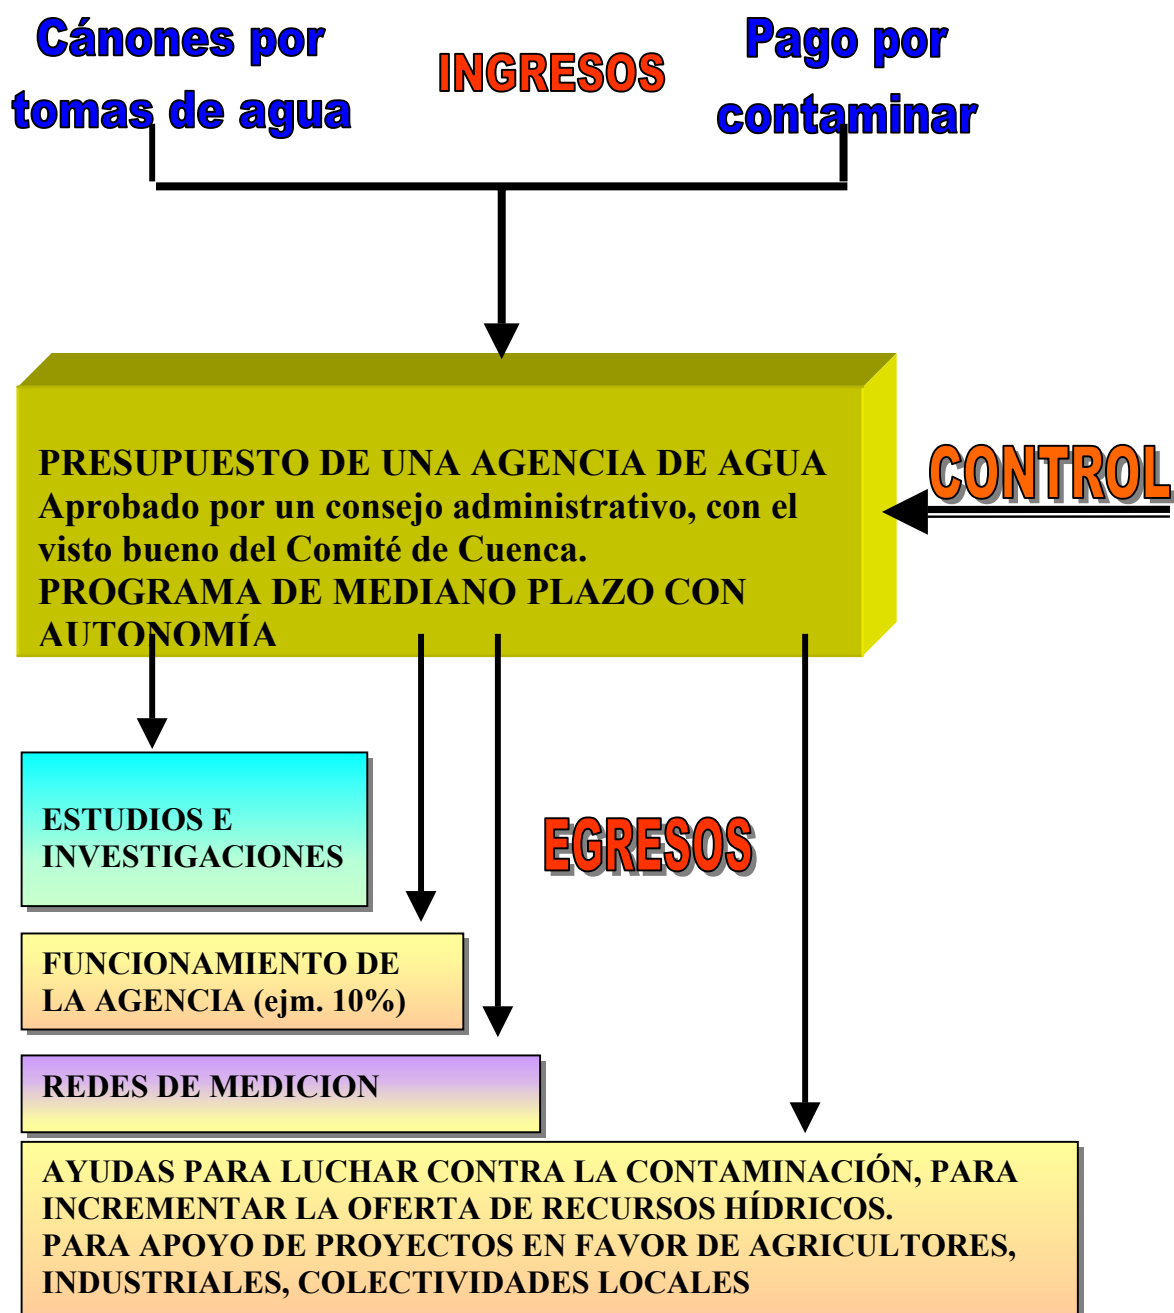 Cánones por
tomas de agua
INGRESOS
Pago por
contaminar
PRESUPUESTO DE UNA AGENCIA DE AGUA
Aprobado por un consejo administrativo, con el
visto bueno del Comité de Cuenca.
PROGRAMA DE MEDIANO PLAZO CON
AUTONOMÍA
CONTROL
ESTUDIOS E
INVESTIGACIONES
EGRESOS
FUNCIONAMIENTO DE
LA AGENCIA (ejm. 10%)
REDES DE MEDICION
AYUDAS PARA LUCHAR CONTRA LA CONTAMINACIÓN, PARA
INCREMENTAR LA OFERTA DE RECURSOS HÍDRICOS.
PARA APOYO DE PROYECTOS EN FAVOR DE AGRICULTORES,
INDUSTRIALES, COLECTIVIDADES LOCALES